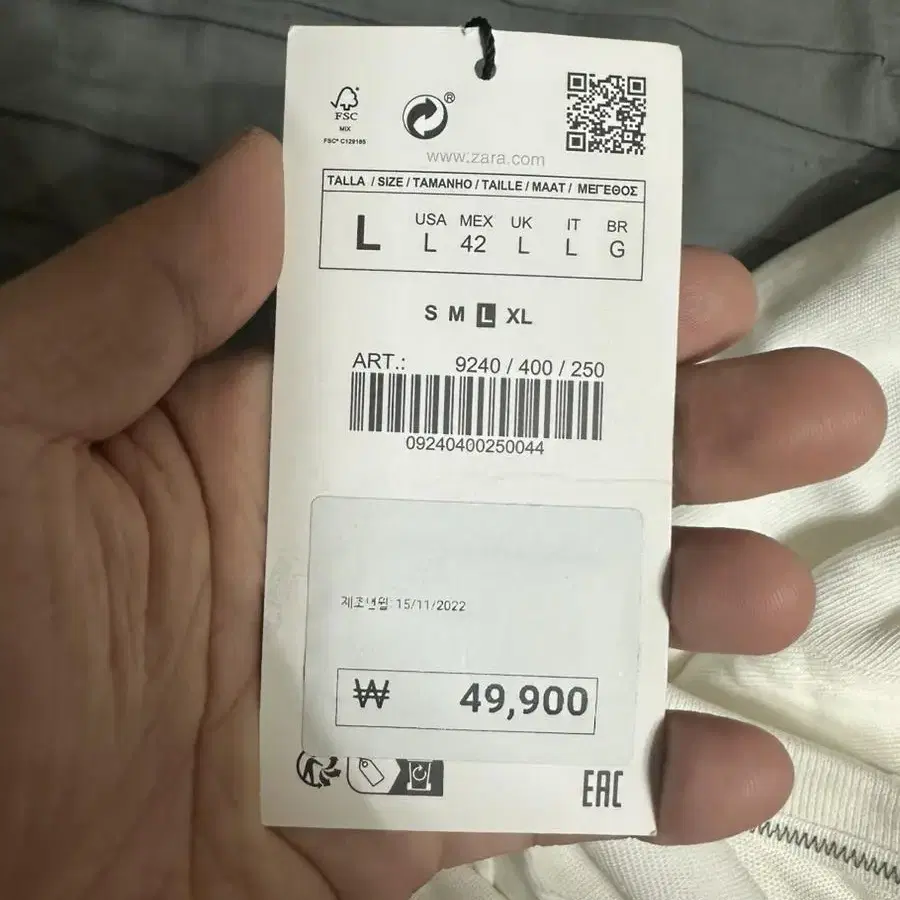 FSC
MIX
FSC® C129185
®
www.zara.com
TALLA / SIZE / TAMANHO / TAILLE / MAAT / ΜΕΓΕΘΟΣ
L
USA MEX UK IT BR
L 42 L L G
S M L XL
ART.: 9240 / 400 / 250
09240400250044
제조년월: 15/11/2022
₩ 49,900
EAC